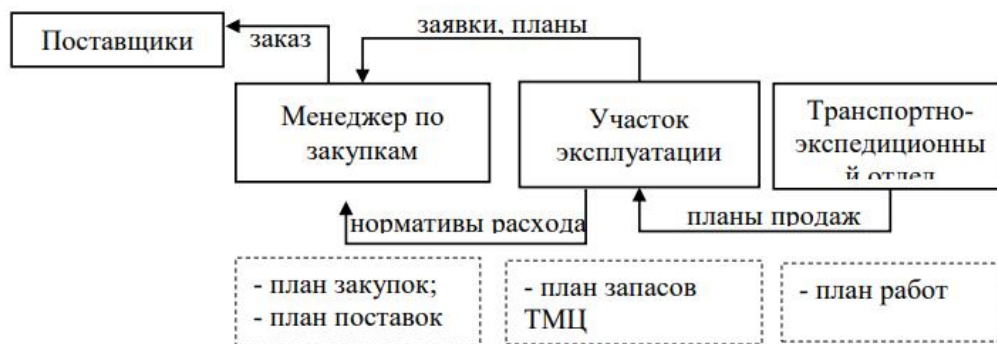 Поставщики
заказ
заявки, планы
Менеджер по
закупкам
Участок
эксплуатации
Транспортно-
экспедиционны
й отдел
нормативы расхода
планы продаж
- план закупок;
- план поставок
- план запасов
ТМЦ
- план работ